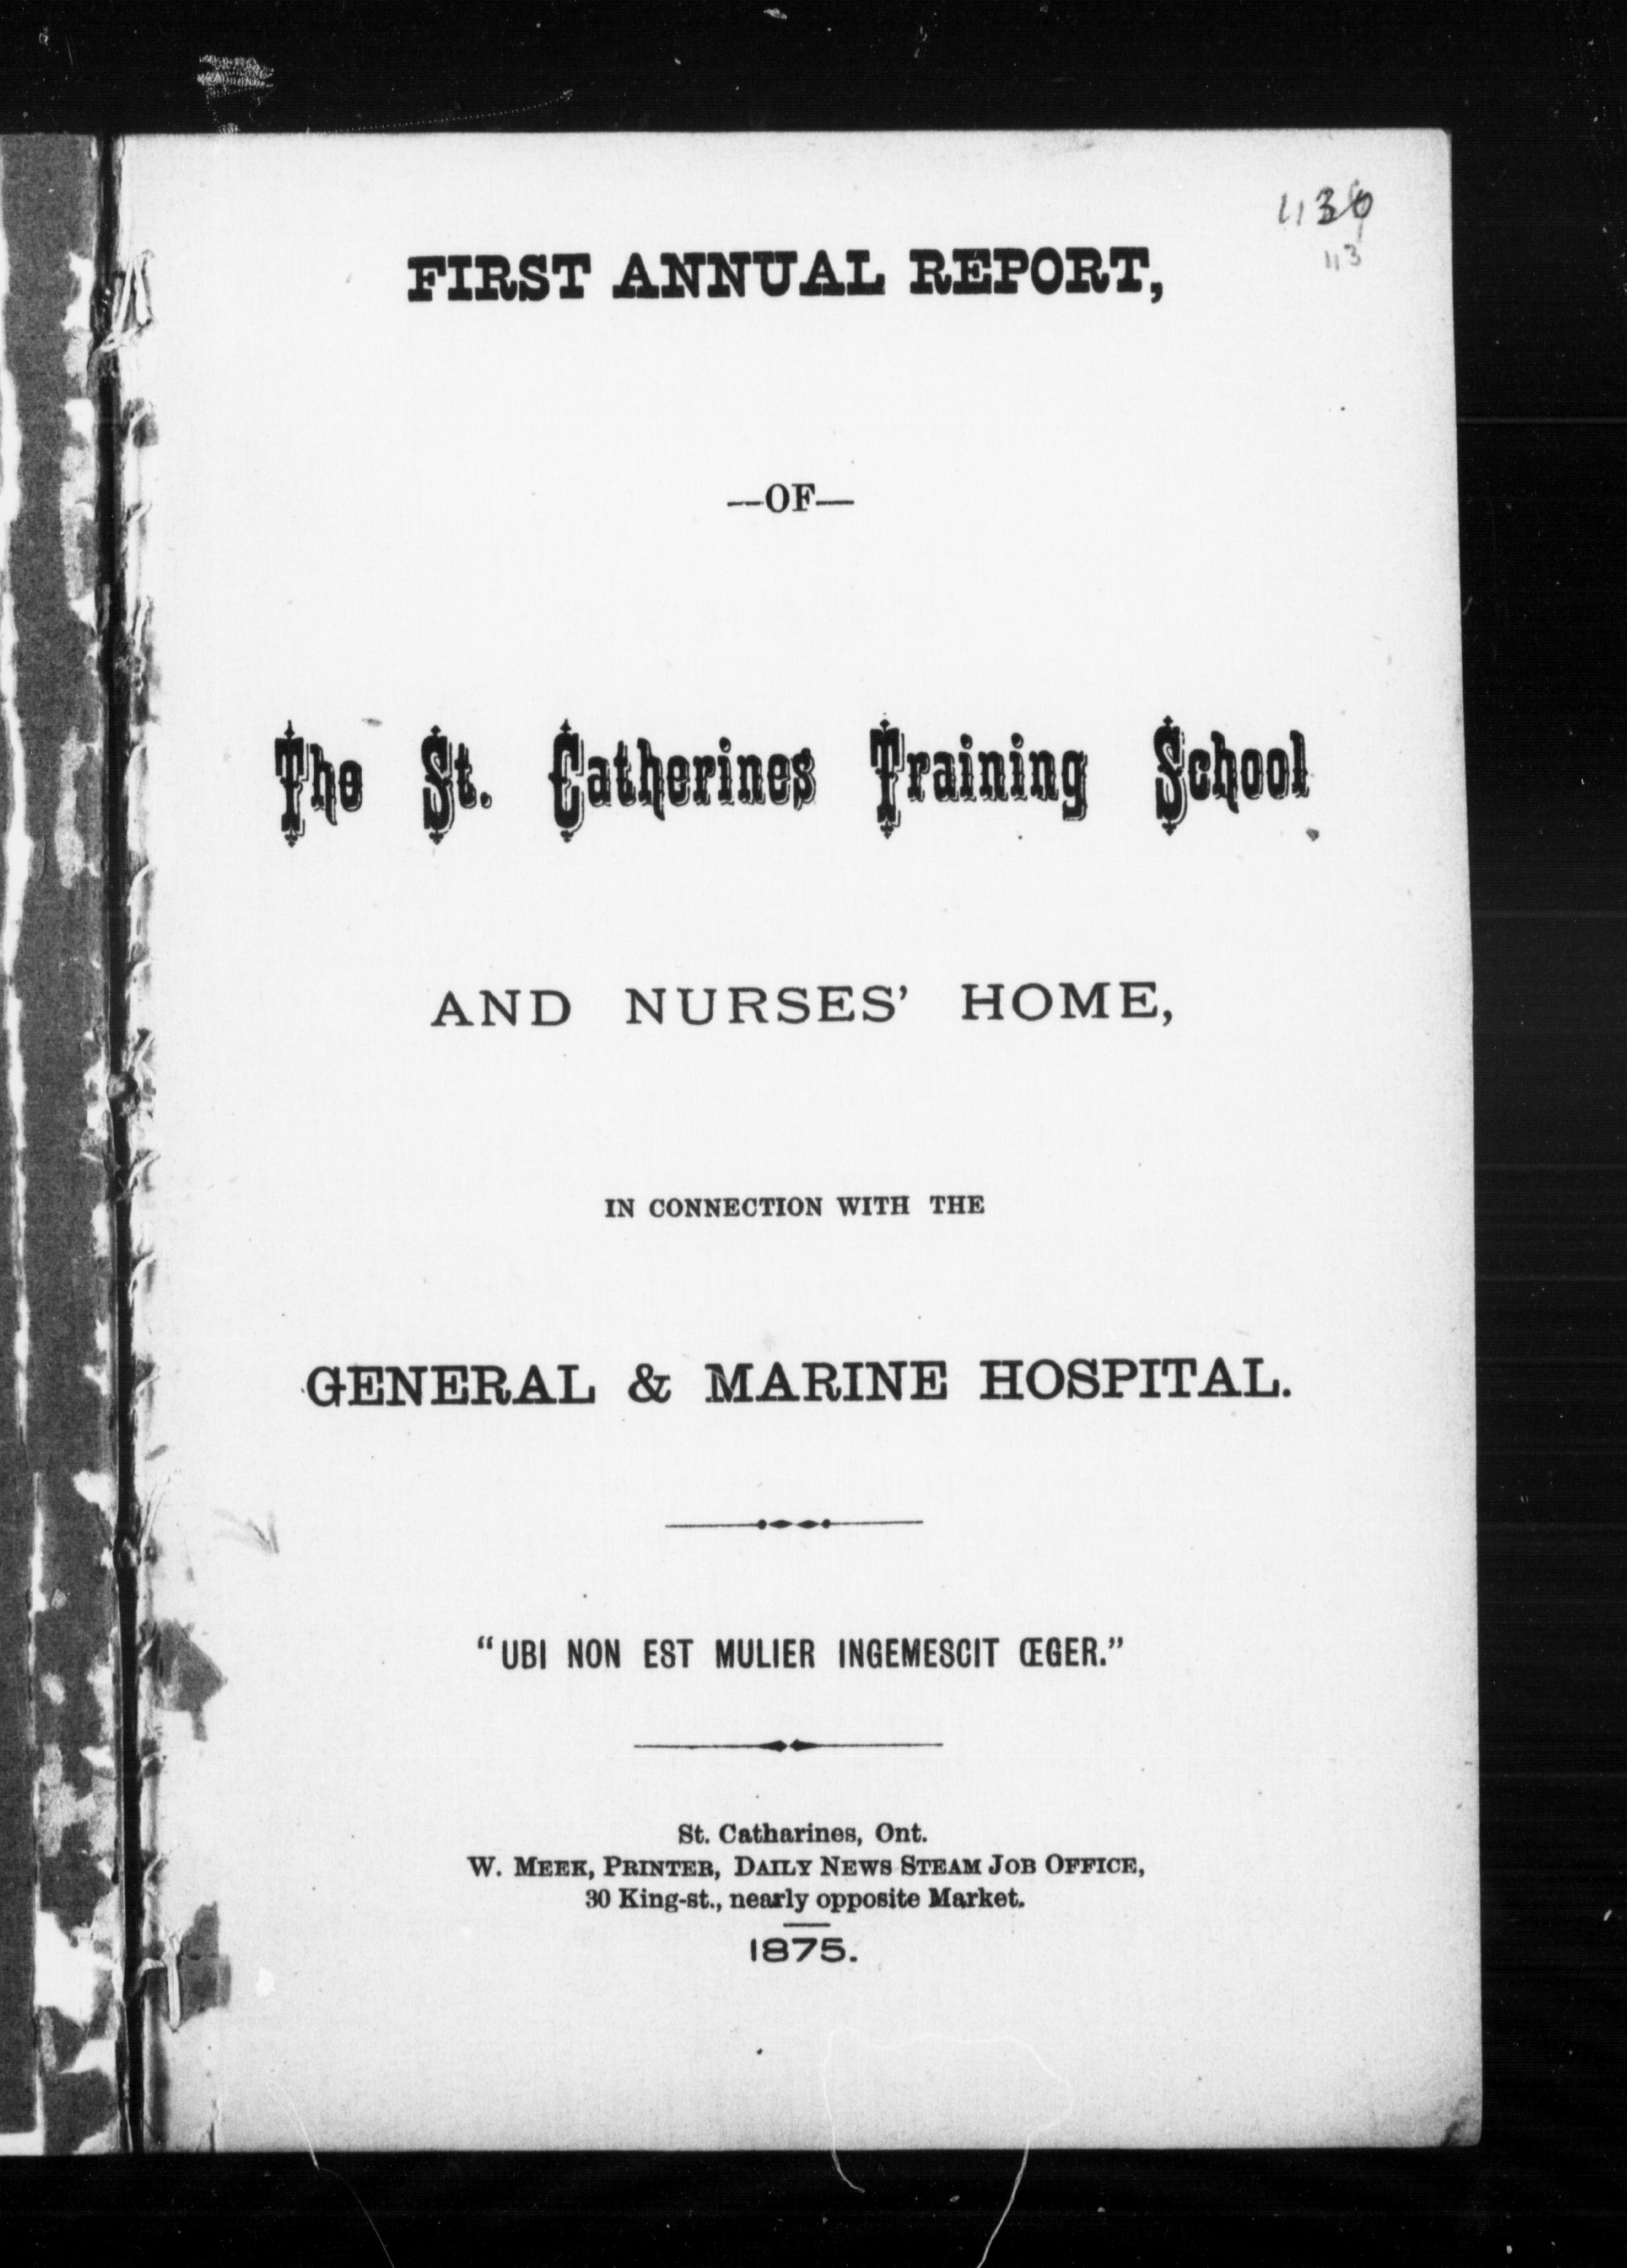 FIRST ANNUAL REPORT,
—OF—
The St. Catherines Training School
AND NURSES' HOME,
IN CONNECTION WITH THE
GENERAL & MARINE HOSPITAL.
“UBI NON EST MULIER INGEMESCIT ŒGER.”
St. Catharines, Ont.
W. MEEK, PRINTER, DAILY NEWS STEAM JOB OFFICE,
30 King-st., nearly opposite Market.
1875.